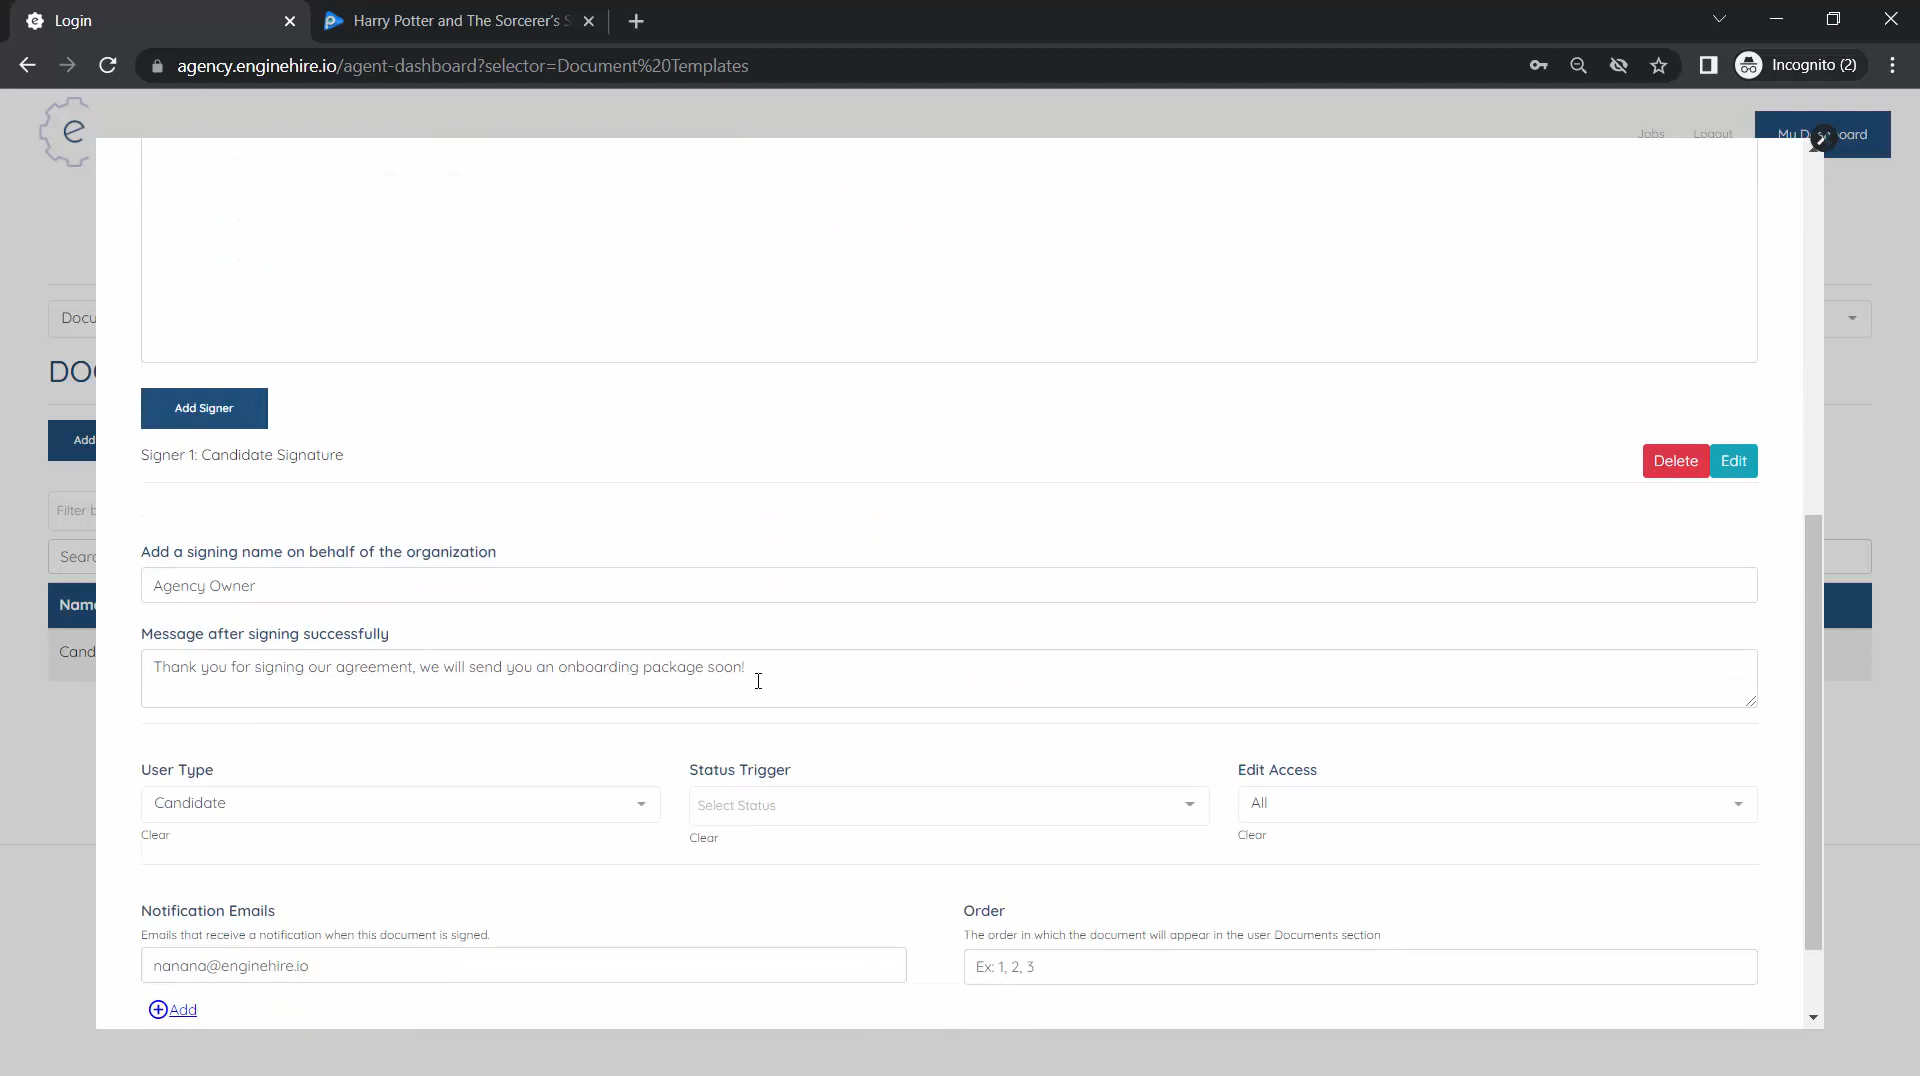 Login
Harry Potter and The Sorcerer's S
agency.enginehire.io/agent-dashboard?selector=Document%20Templates
Incognito (2)
e
Jobs
Logout
My
oard
Docu
DOC
Add
Filter b
Searc
Name
Cand
Add Signer
Signer 1: Candidate Signature
Delete
Edit
Add a signing name on behalf of the organization
Agency Owner
Message after signing successfully
Thank you for signing our agreement, we will send you an onboarding package soon!
User Type
Status Trigger
Edit Access
Candidate
Select Status
All
Clear
Clear
Clear
Notification Emails
Order
Emails that receive a notification when this document is signed.
The order in which the document will appear in the user Documents section
nanana@enginehire.io
Ex: 1, 2, 3
Add